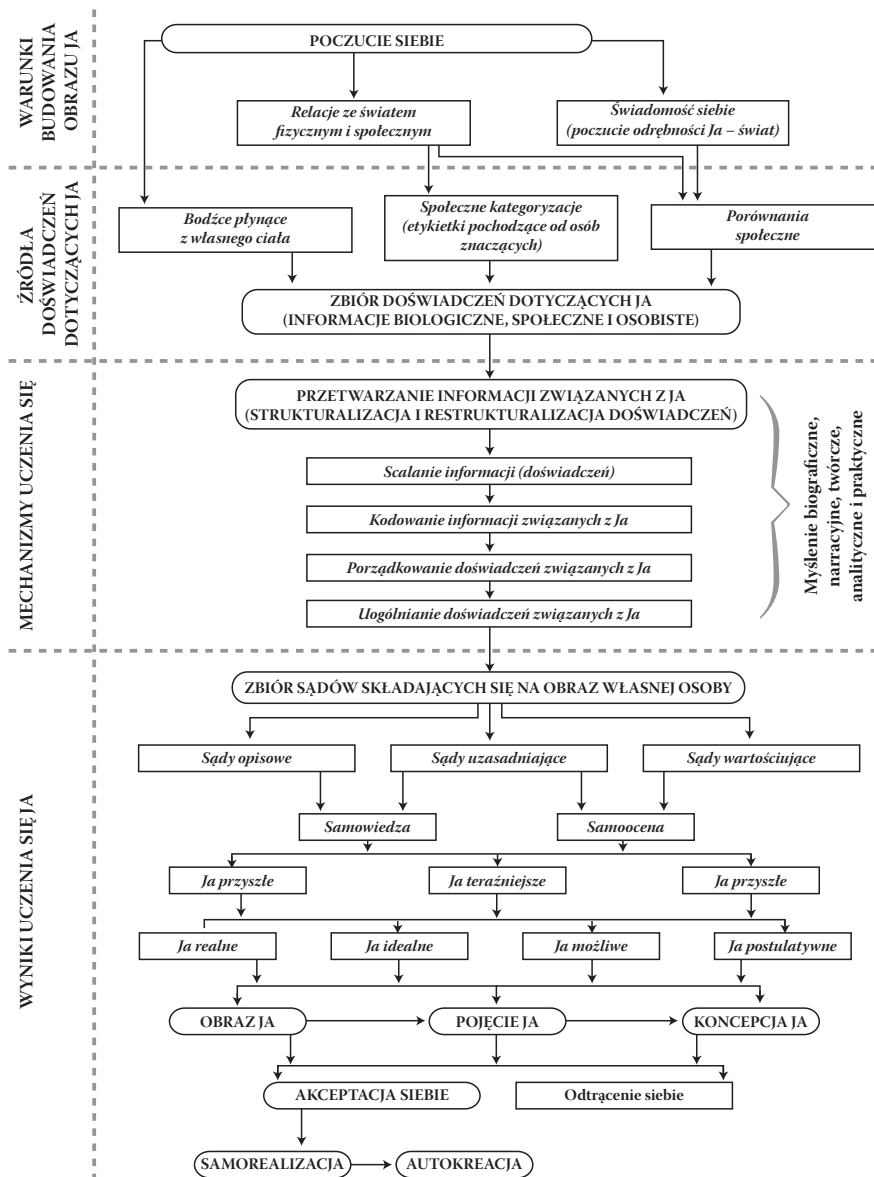 WARUNKI
BUDOWANIA
OBRAZU JA
POCZUCIE SIEBIE
Relacje ze światem
fizycznym i społecznym
Świadomość siebie
(poczucie odrębności Ja – świat)
ŹRÓDŁA
DOŚWIADCZEŃ
DOTYCZĄCYCH JA
Bodźce płynące
z własnego ciała
Społeczne kategoryzacje
(etykietki pochodzące od osób
znaczących)
Porównania
społeczne
ZBIÓR DOŚWIADCZEŃ DOTYCZĄCYCH JA
(INFORMACJE BIOLOGICZNE, SPOŁECZNE I OSOBISTE)
MECHANIZMY UCZENIA SIĘ
PRZETWARZANIE INFORMACJI ZWIĄZANYCH Z JA
(STRUKTURALIZACJA I RESTRUKTURALIZACJA DOŚWIADCZEŃ)
Scalanie informacji (doświadczeń)
Kodowanie informacji związanych z Ja
Porządkowanie doświadczeń związanych z Ja
Uogólnianie doświadczeń związanych z Ja
Myślenie biograficzne,
narracyjne, twórcze,
analityczne i praktyczne
WYNIKI UCZENIA SIĘ JA
ZBIÓR SĄDÓW SKŁADAJĄCYCH SIĘ NA OBRAZ WŁASNEJ OSOBY
Sądy opisowe
Sądy uzasadniające
Sądy wartościujące
Samowiedza
Samoocena
Ja przyszłe
Ja teraźniejsze
Ja przyszłe
Ja realne
Ja idealne
Ja możliwe
Ja postulatywne
OBRAZ JA
POJĘCIE JA
KONCEPCJA JA
AKCEPTACJA SIEBIE
Odtrącenie siebie
SAMOREALIZACJA
AUTOKREACJA